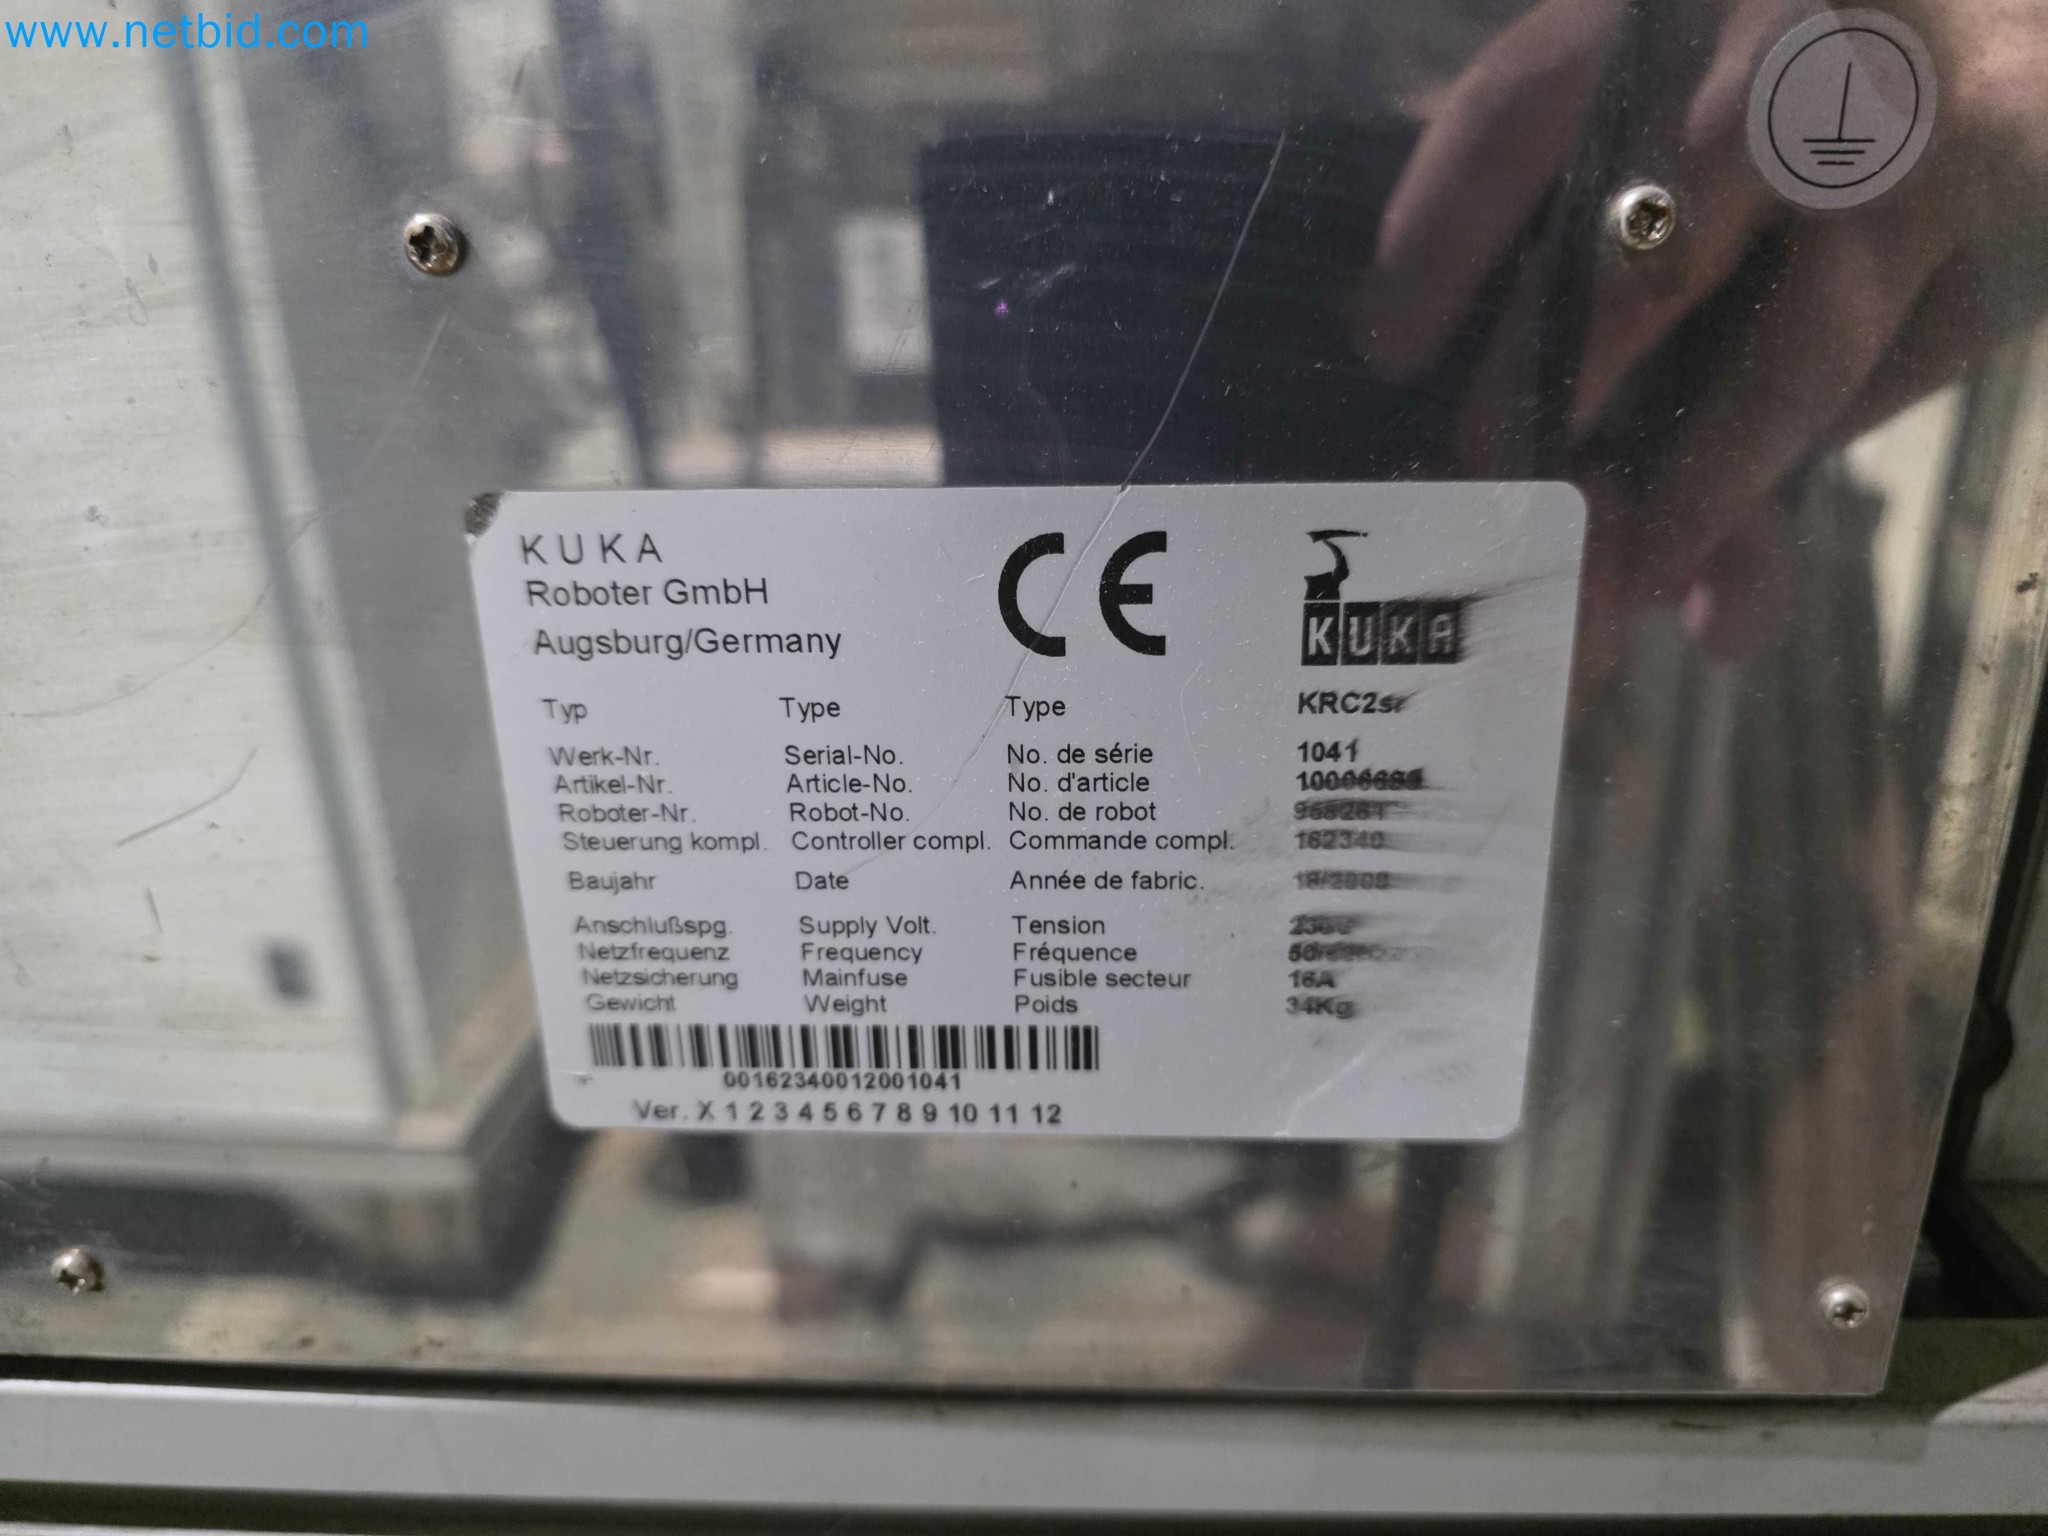 www.netbid.com
KUKA
Roboter GmbH
Augsburg/Germany
CE
KUKA
Typ Type Type KRC2sr
Werk-Nr. Serial-No. No. de série 1041
Artikel-Nr. Article-No. No. d'article
Roboter-Nr. Robot-No. No. de robot
Steuerung kompl. Controller compl. Commande compl. 162340
Baujahr Date Année de fabric.
Anschlußspg. Supply Volt. Tension
Netzfrequenz Frequency Fréquence
Netzsicherung Mainfuse Fusible secteur 16A
Gewicht Weight Poids 34Kg
00162340012001041
Ver. X 1 2 3 4 5 6 7 8 9 10 11 12